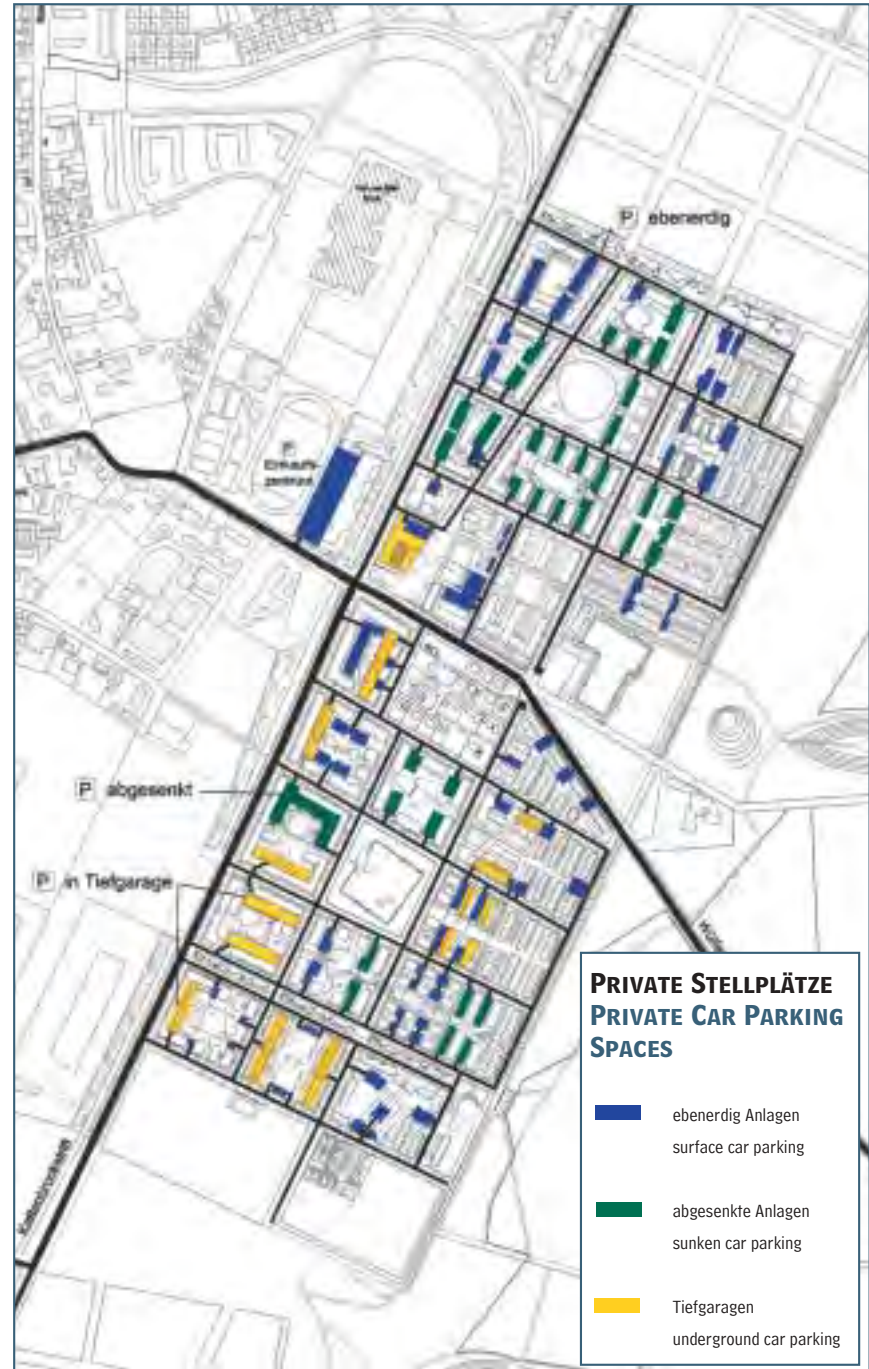 P ebenerdig
P
Einkaufs-
zentrum
P abgesenkt
P in Tiefgarage
PRIVATE STELLPLÄTZE
PRIVATE CAR PARKING
SPACES
ebenerdig Anlagen
surface car parking
abgesenkte Anlagen
sunken car parking
Tiefgaragen
underground car parking